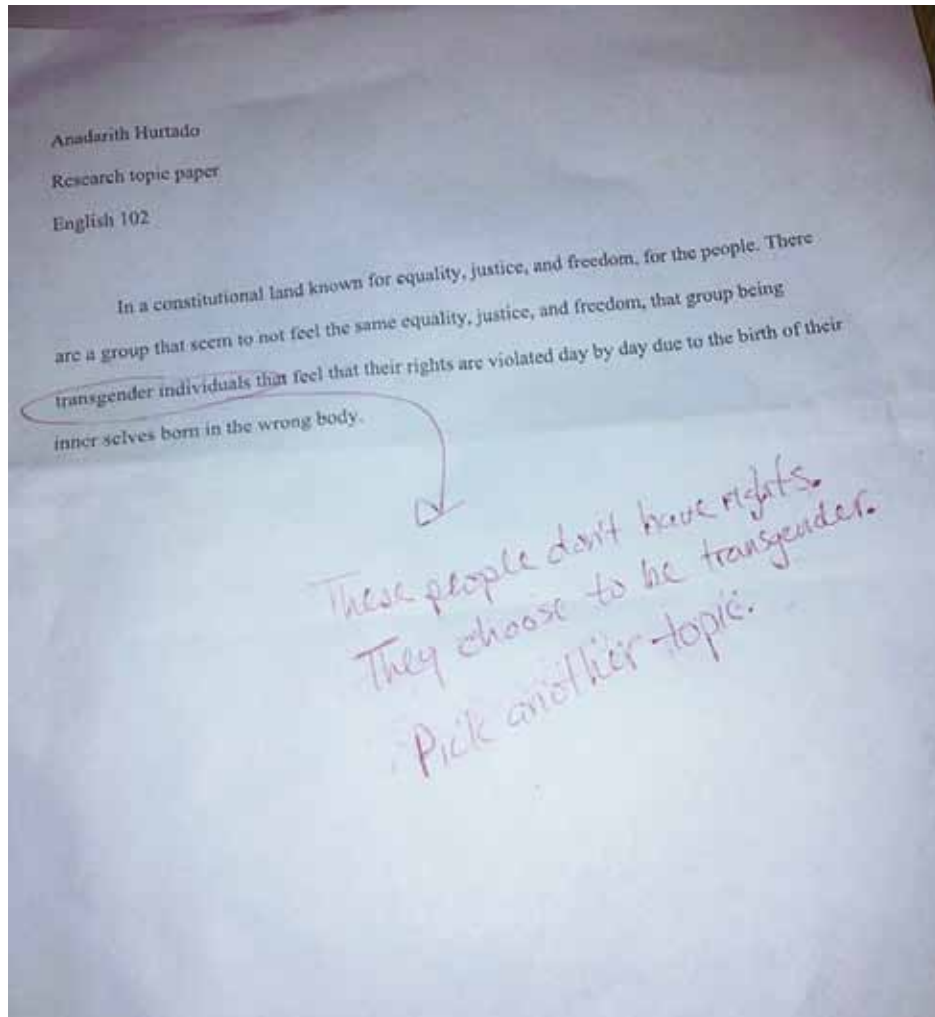 Anadarith Hurtado
Research topic paper
English 102
In a constitutional land known for equality, justice, and freedom, for the people. There
are a group that seem to not feel the same equality, justice, and freedom, that group being
transgender individuals that feel that their rights are violated day by day due to the birth of their
inner selves born in the wrong body.
These people don't have rights.
They choose to be transgender.
Pick another topic.